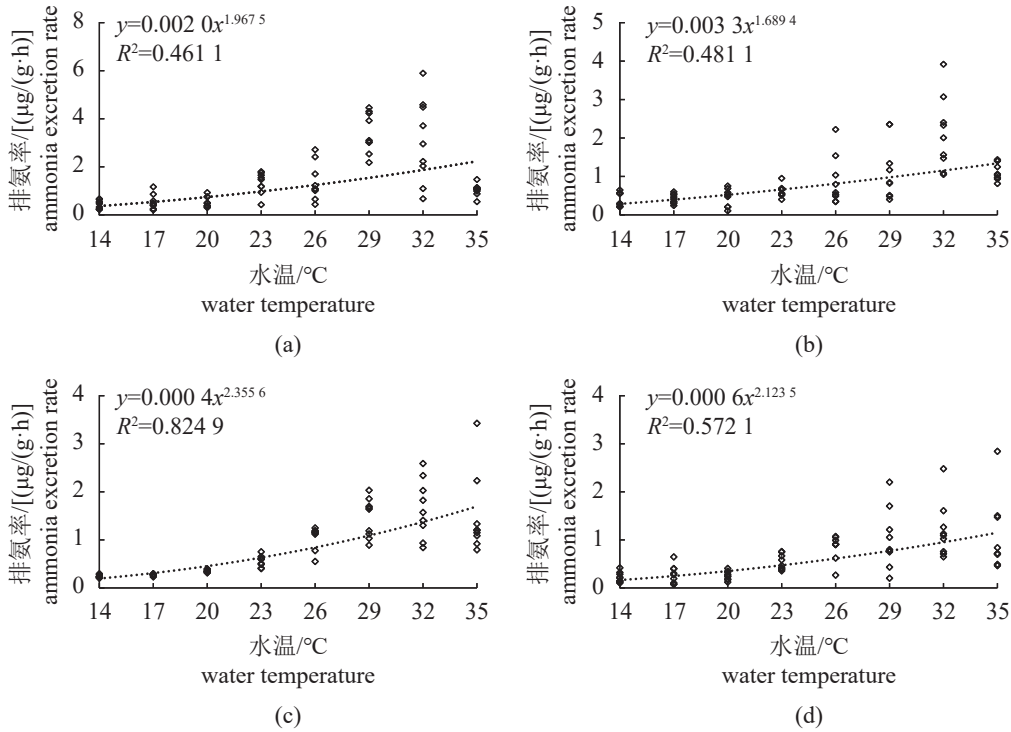 y=0.002 0x^1.967 5
R²=0.461 1
8
6
4
2
0
排氨率/[(μg/(g·h)]
ammonia excretion rate
14 17 20 23 26 29 32 35
水温/°C
water temperature
(a)
y=0.003 3x^1.689 4
R²=0.481 1
5
4
3
2
1
0
排氨率/[(μg/(g·h)]
ammonia excretion rate
14 17 20 23 26 29 32 35
水温/°C
water temperature
(b)
y=0.000 4x^2.355 6
R²=0.824 9
4
3
2
1
0
排氨率/[(μg/(g·h)]
ammonia excretion rate
14 17 20 23 26 29 32 35
水温/°C
water temperature
(c)
y=0.000 6x^2.123 5
R²=0.572 1
4
3
2
1
0
排氨率/[(μg/(g·h)]
ammonia excretion rate
14 17 20 23 26 29 32 35
水温/°C
water temperature
(d)